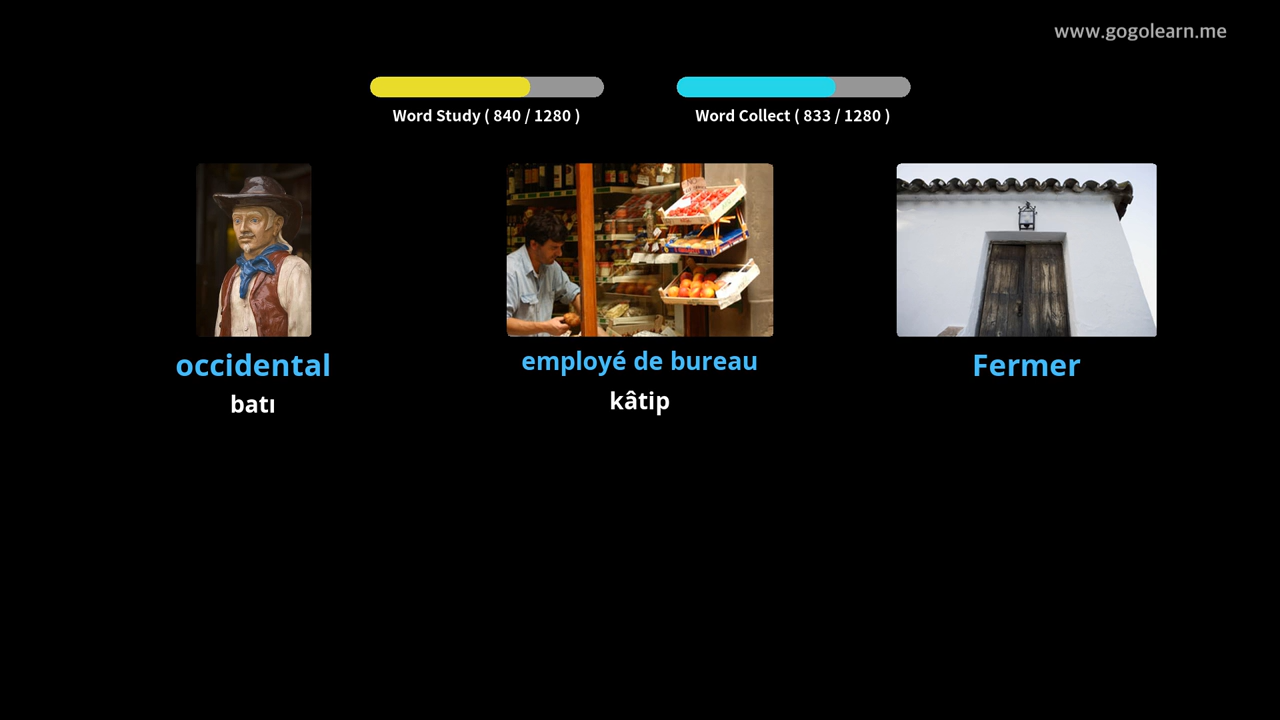 www.gogolearn.me
Word Study ( 840 / 1280 )
Word Collect ( 833 / 1280 )
occidental
batı
employé de bureau
kâtip
Fermer